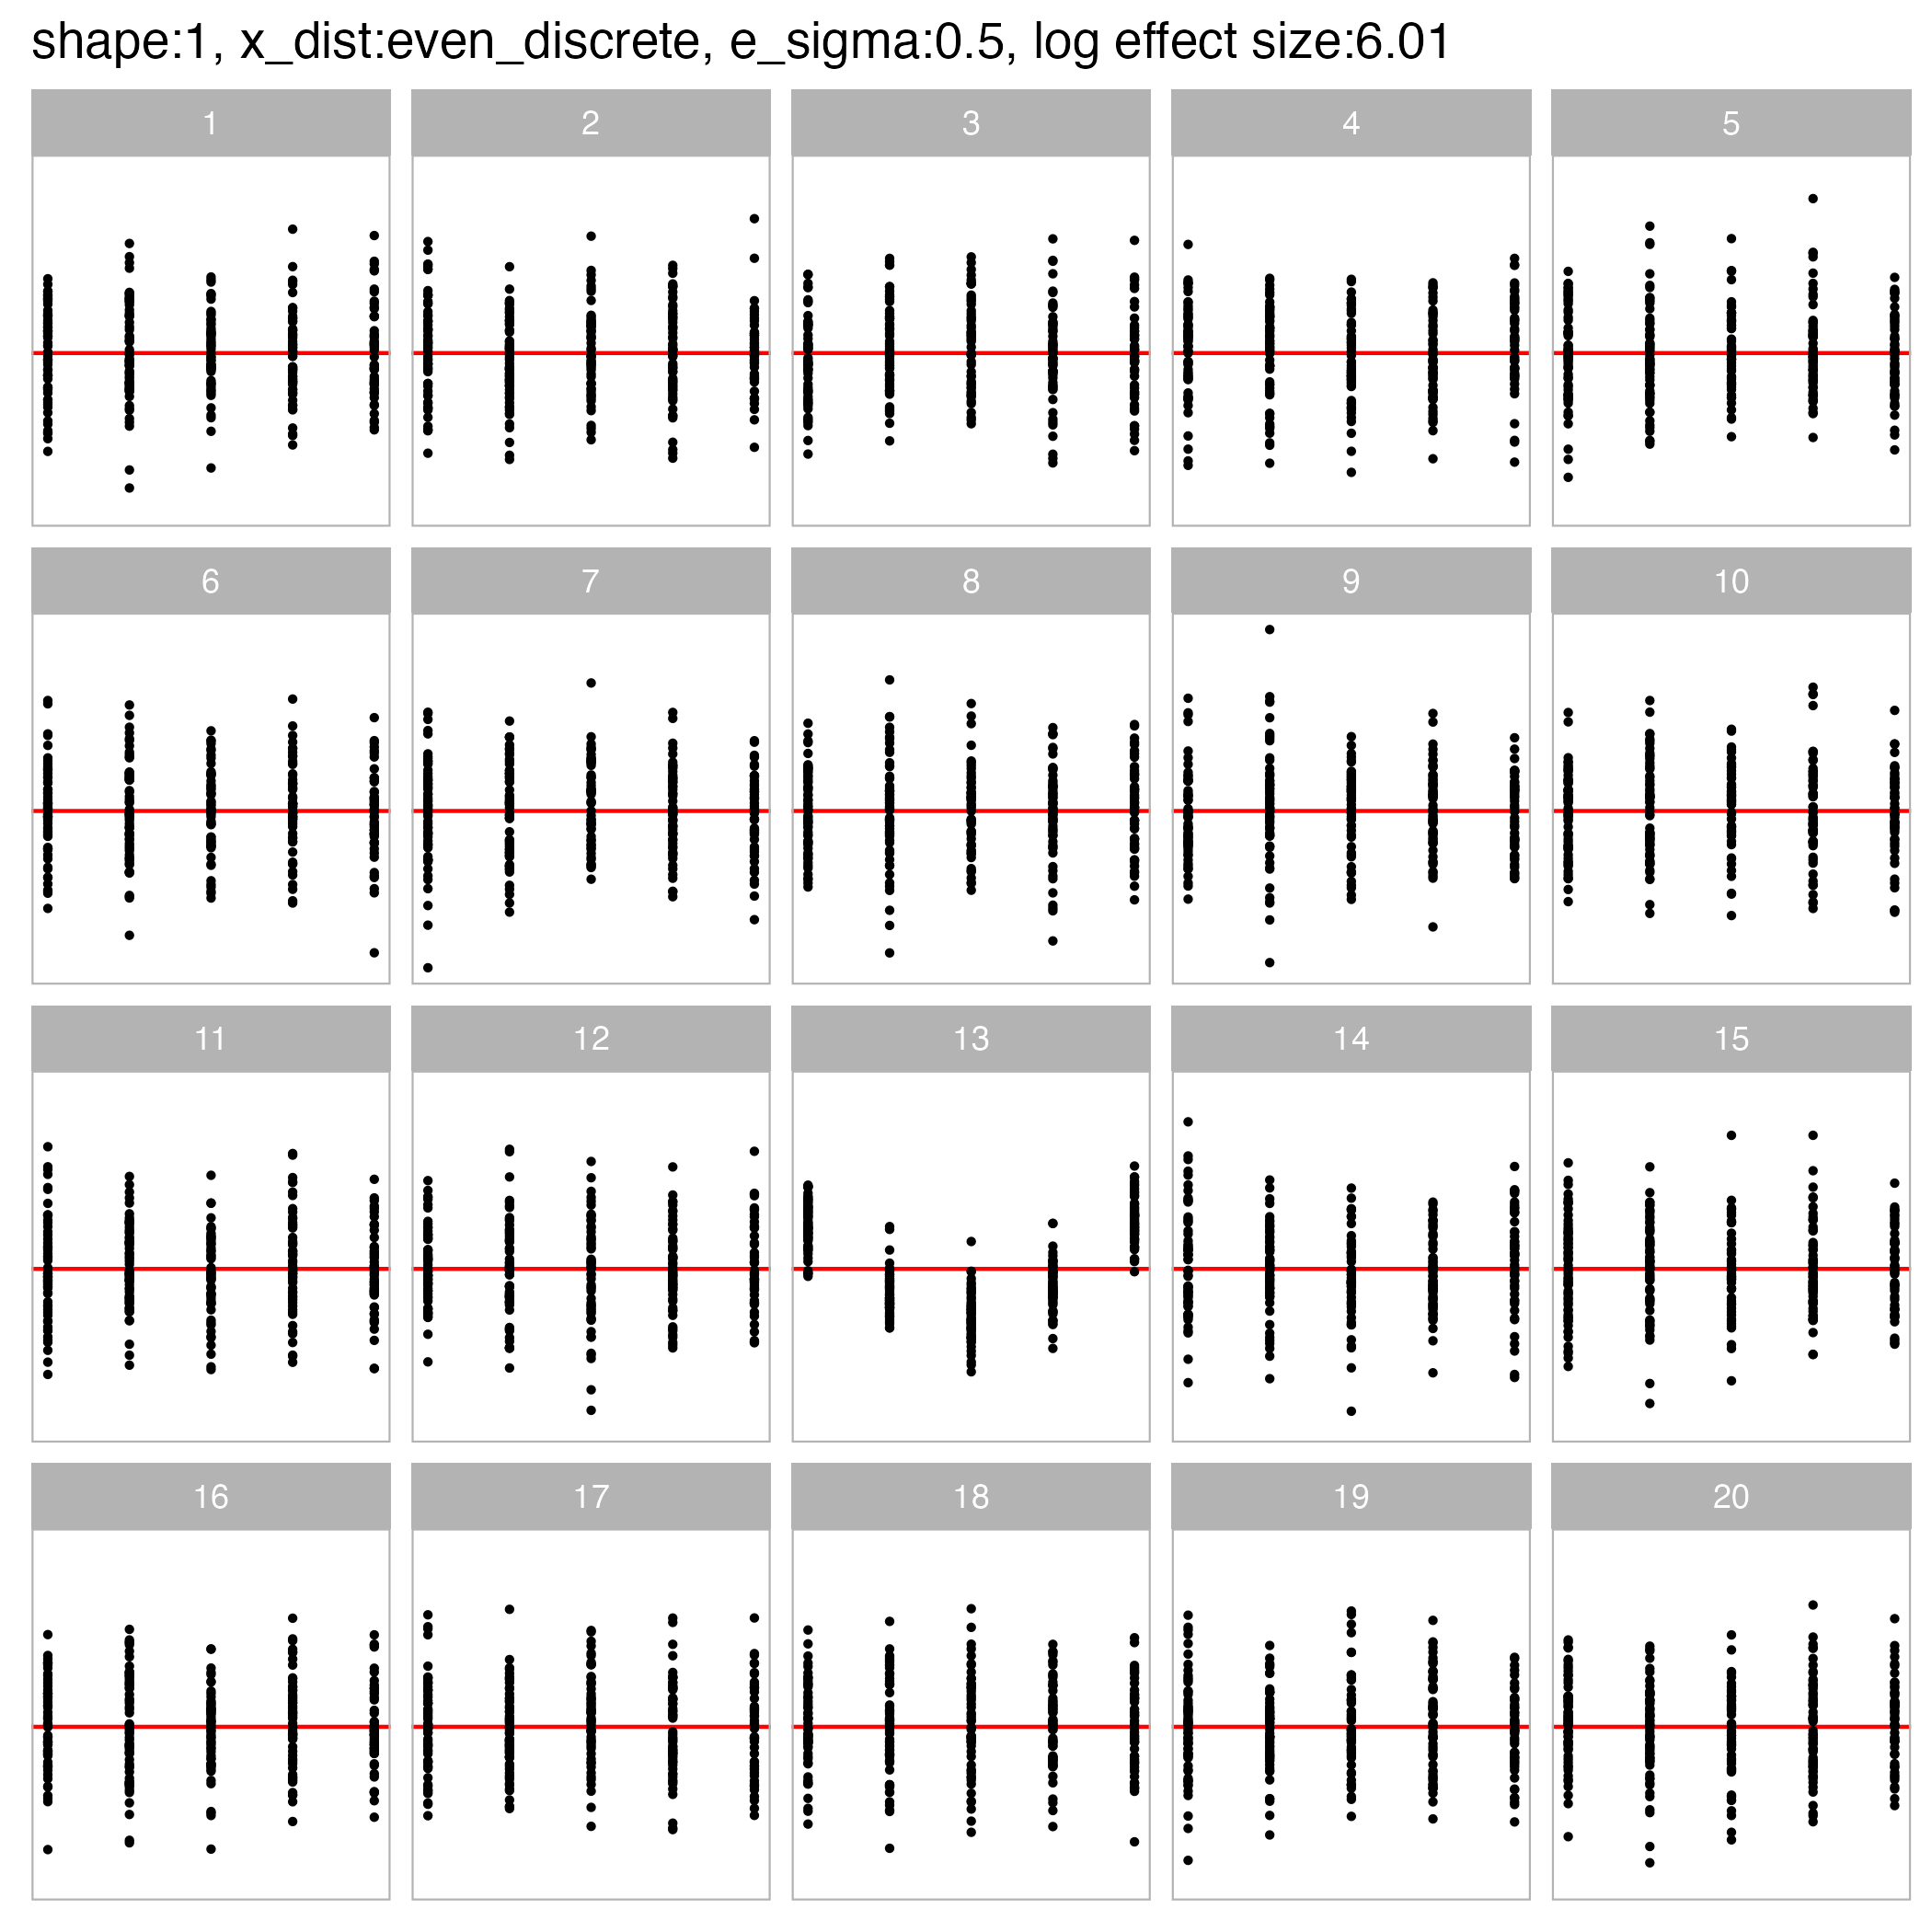 shape:1, x_dist:even_discrete, e_sigma:0.5, log effect size:6.01
1 2 3 4 5
6 7 8 9 10
11 12 13 14 15
16 17 18 19 20